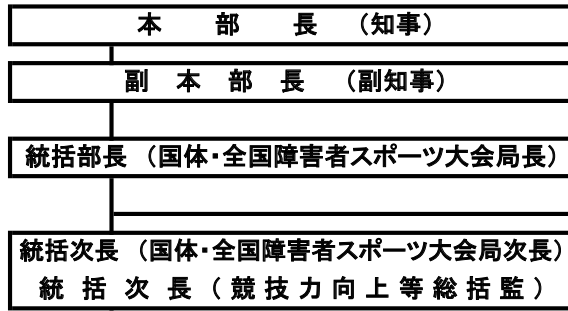 本部長（知事）
副本部長（副知事）
統括部長（国体・全国障害者スポーツ大会局長）
統括次長（国体・全国障害者スポーツ大会局次長）
統括次長（競技力向上等総括監）